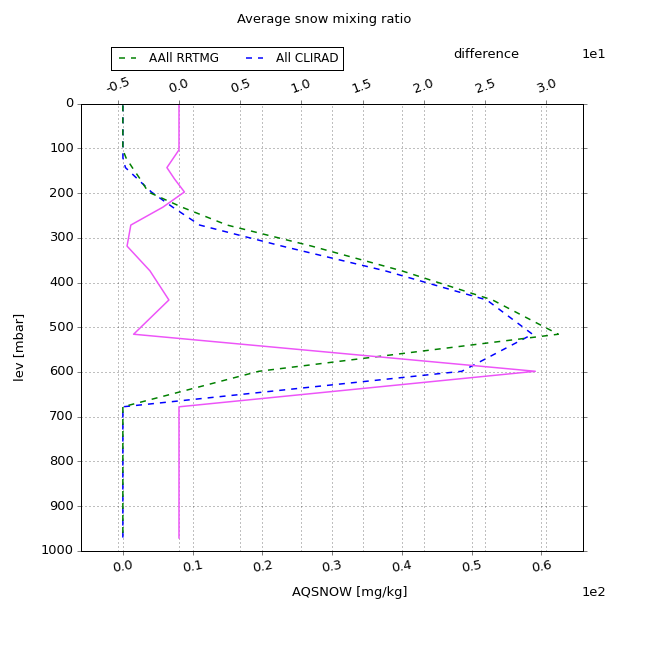 Average snow mixing ratio
AAll RRTMG All CLIRAD
difference 1e1
-0.5 0.0 0.5 1.0 1.5 2.0 2.5 3.0
0
100
200
300
400
500
600
700
800
900
1000
lev [mbar]
0.0 0.1 0.2 0.3 0.4 0.5 0.6
AQSNOW [mg/kg] 1e2